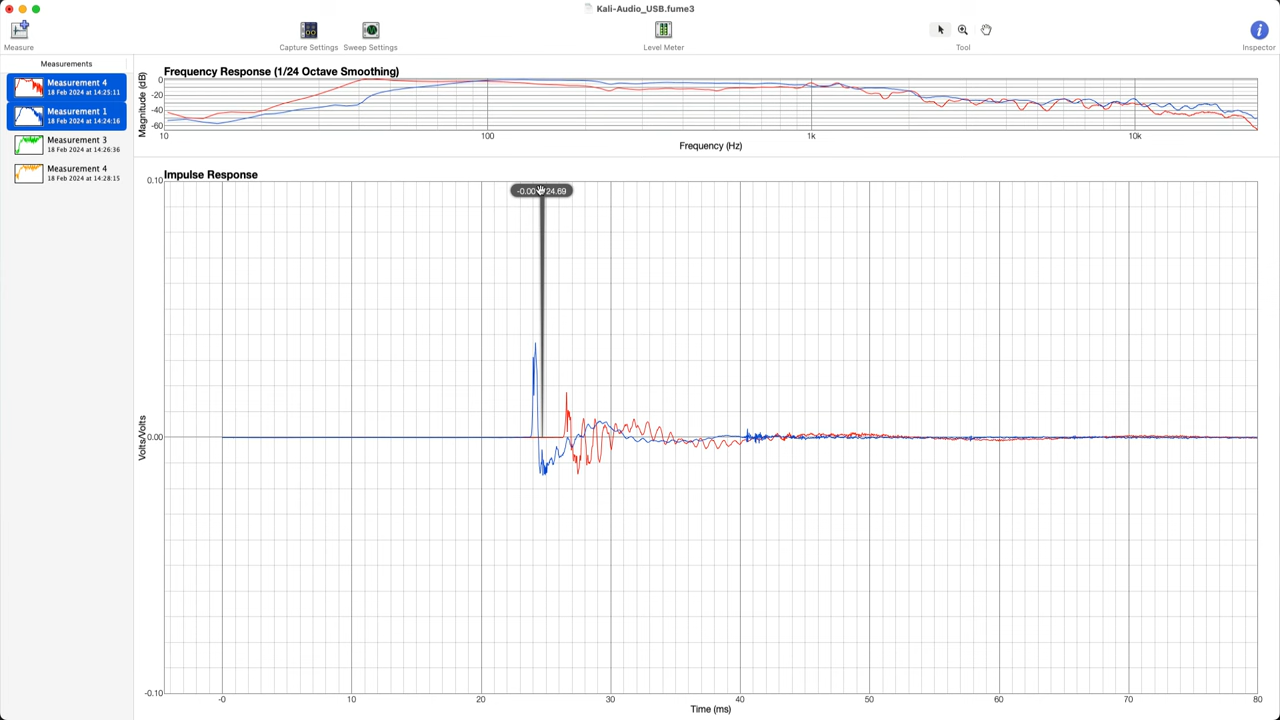 Kali-Audio_USB.fume3
Measure
Capture Settings
Sweep Settings
Level Meter
Tool
Inspector
Measurements
Measurement 4
18 Feb 2024 at 14:25:11
Measurement 1
18 Feb 2024 at 14:24:16
Measurement 3
18 Feb 2024 at 14:26:36
Measurement 4
18 Feb 2024 at 14:28:15
Frequency Response (1/24 Octave Smoothing)
Magnitude (dB)
0
-20
-40
-60
10
100
1k
10k
Frequency (Hz)
Impulse Response
0.10
24.69
Volts/Volts
0.00
-0.10
-0
10
20
30
40
50
60
70
80
Time (ms)